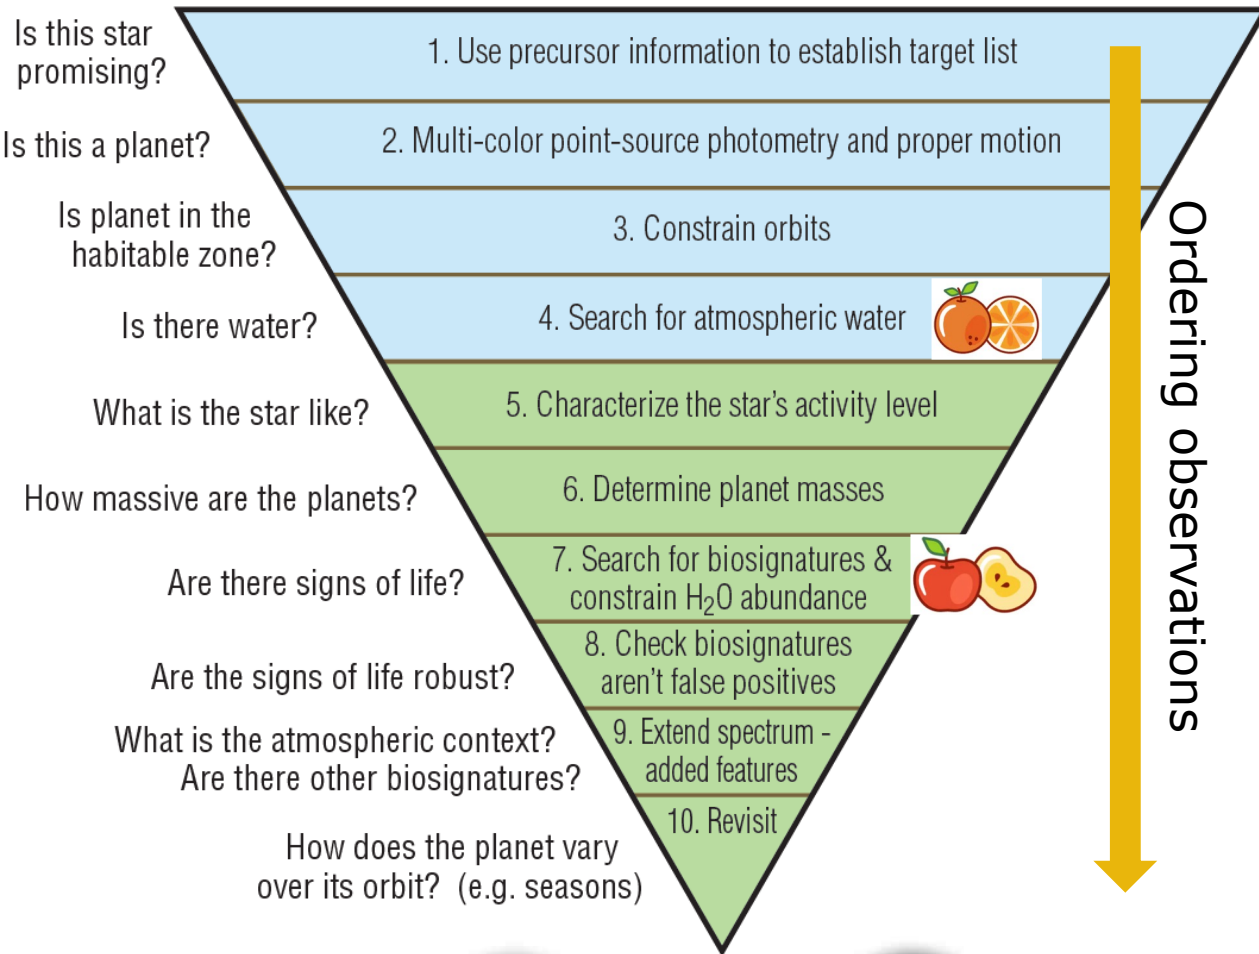 Is this star
promising?
1. Use precursor information to establish target list
Is this a planet?
2. Multi-color point-source photometry and proper motion
Is planet in the
habitable zone?
3. Constrain orbits
Is there water?
4. Search for atmospheric water
What is the star like?
5. Characterize the star’s activity level
How massive are the planets?
6. Determine planet masses
Are there signs of life?
7. Search for biosignatures &
constrain H₂O abundance
Are the signs of life robust?
8. Check biosignatures
aren’t false positives
What is the atmospheric context?
Are there other biosignatures?
9. Extend spectrum -
added features
How does the planet vary
over its orbit? (e.g. seasons)
10. Revisit
Ordering observations